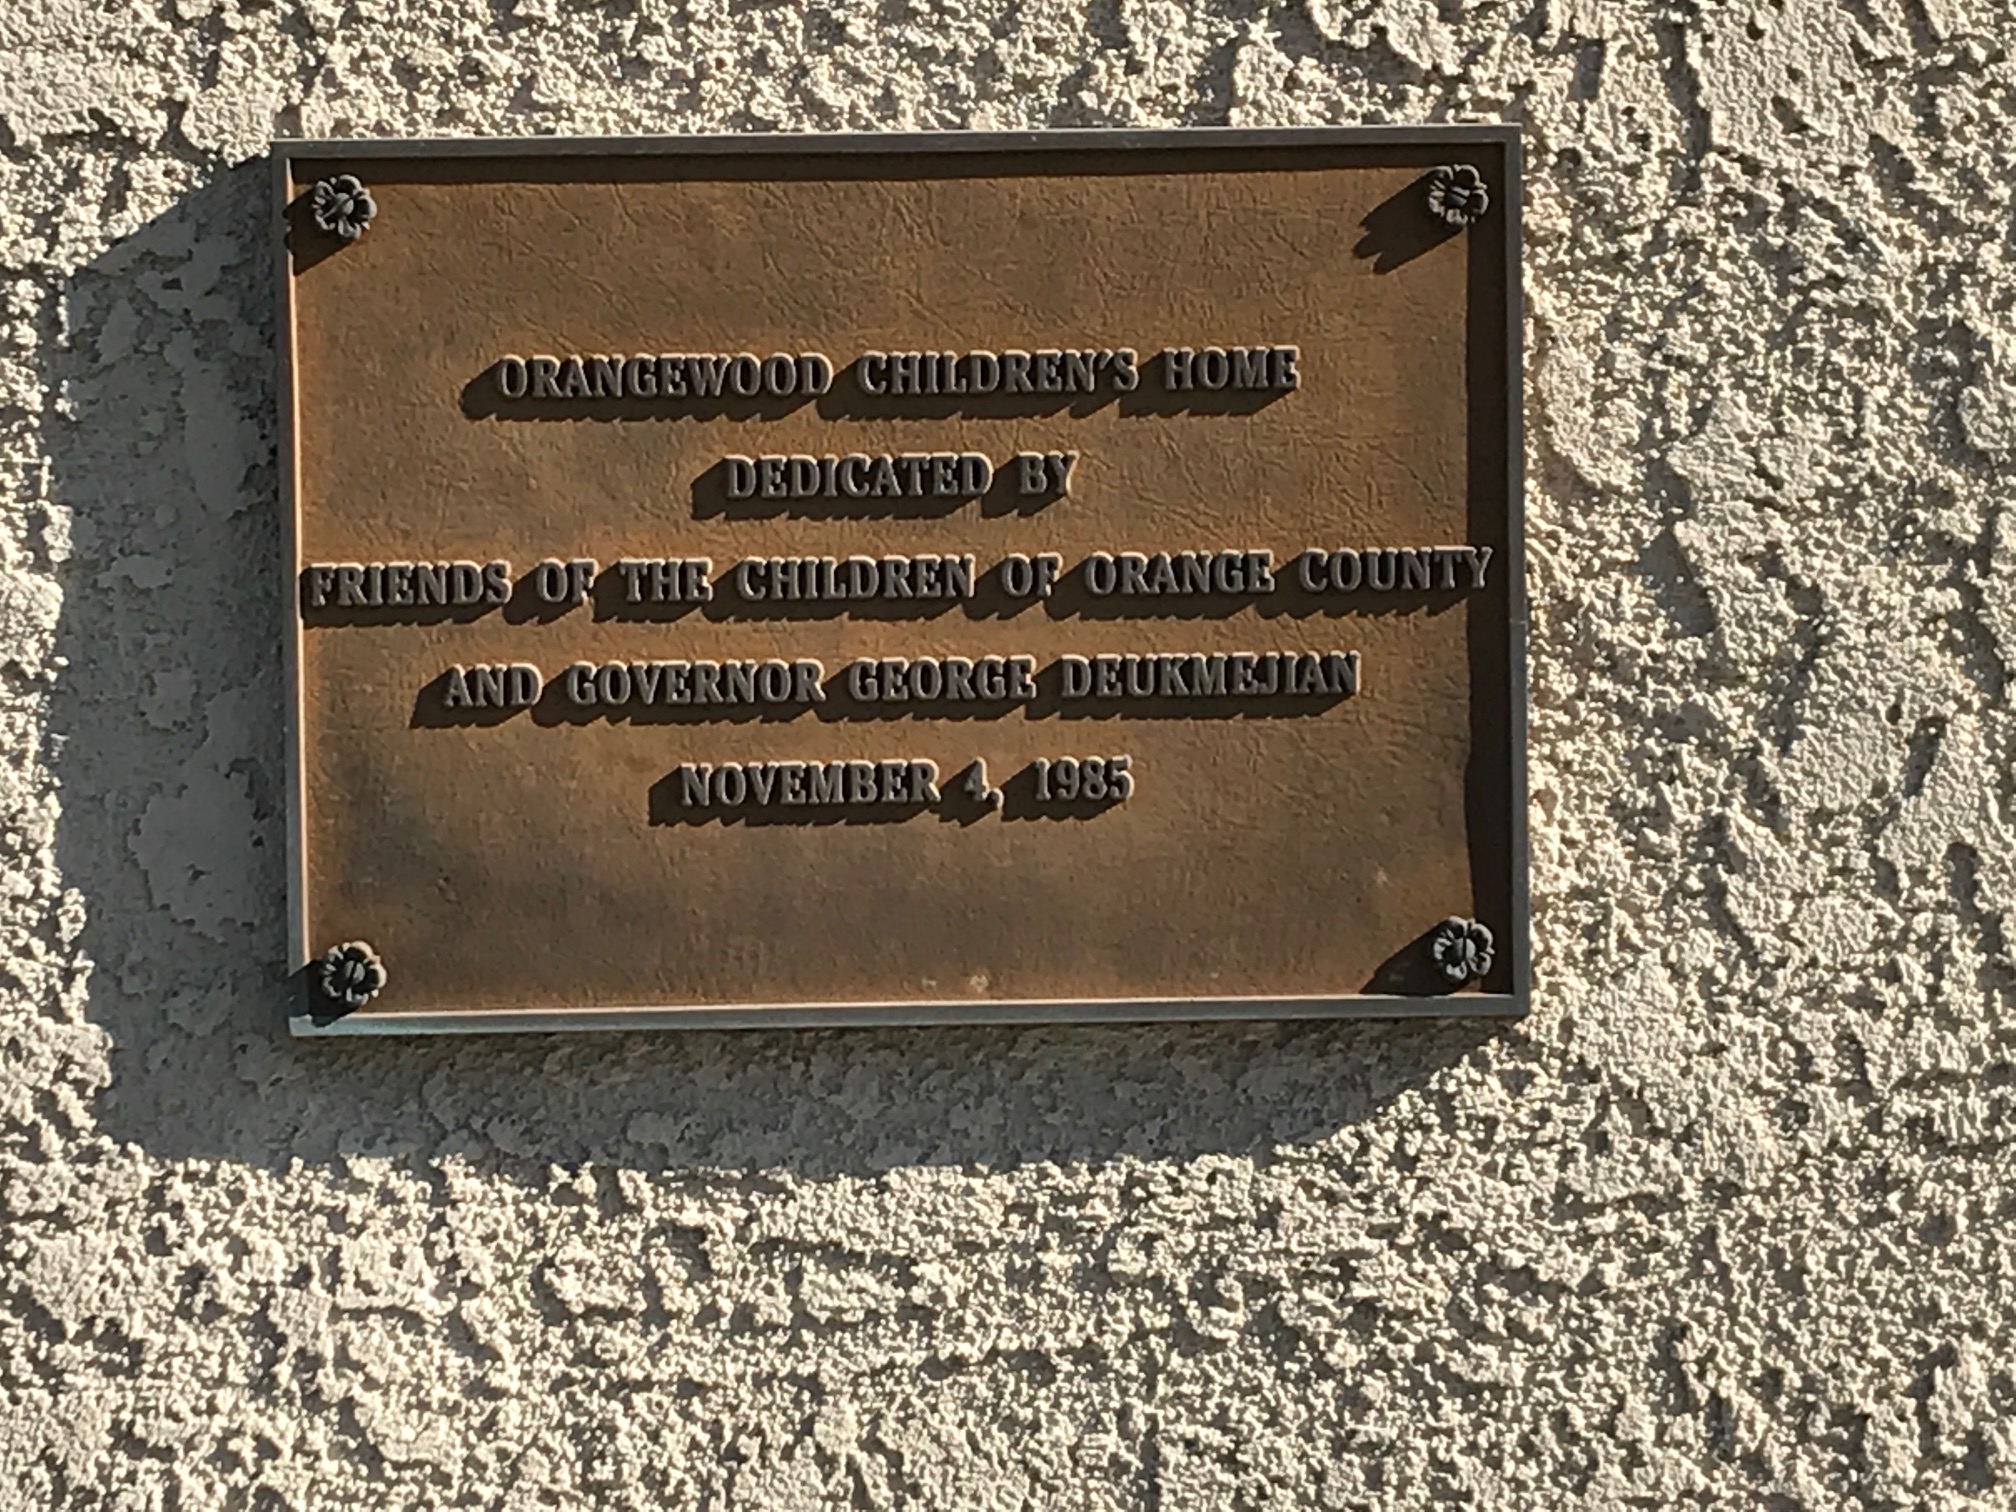 ORANGEWOOD CHILDREN'S HOME
DEDICATED BY
FRIENDS OF THE CHILDREN OF ORANGE COUNTY
AND GOVERNOR GEORGE DEUKMEJIAN
NOVEMBER 4, 1985